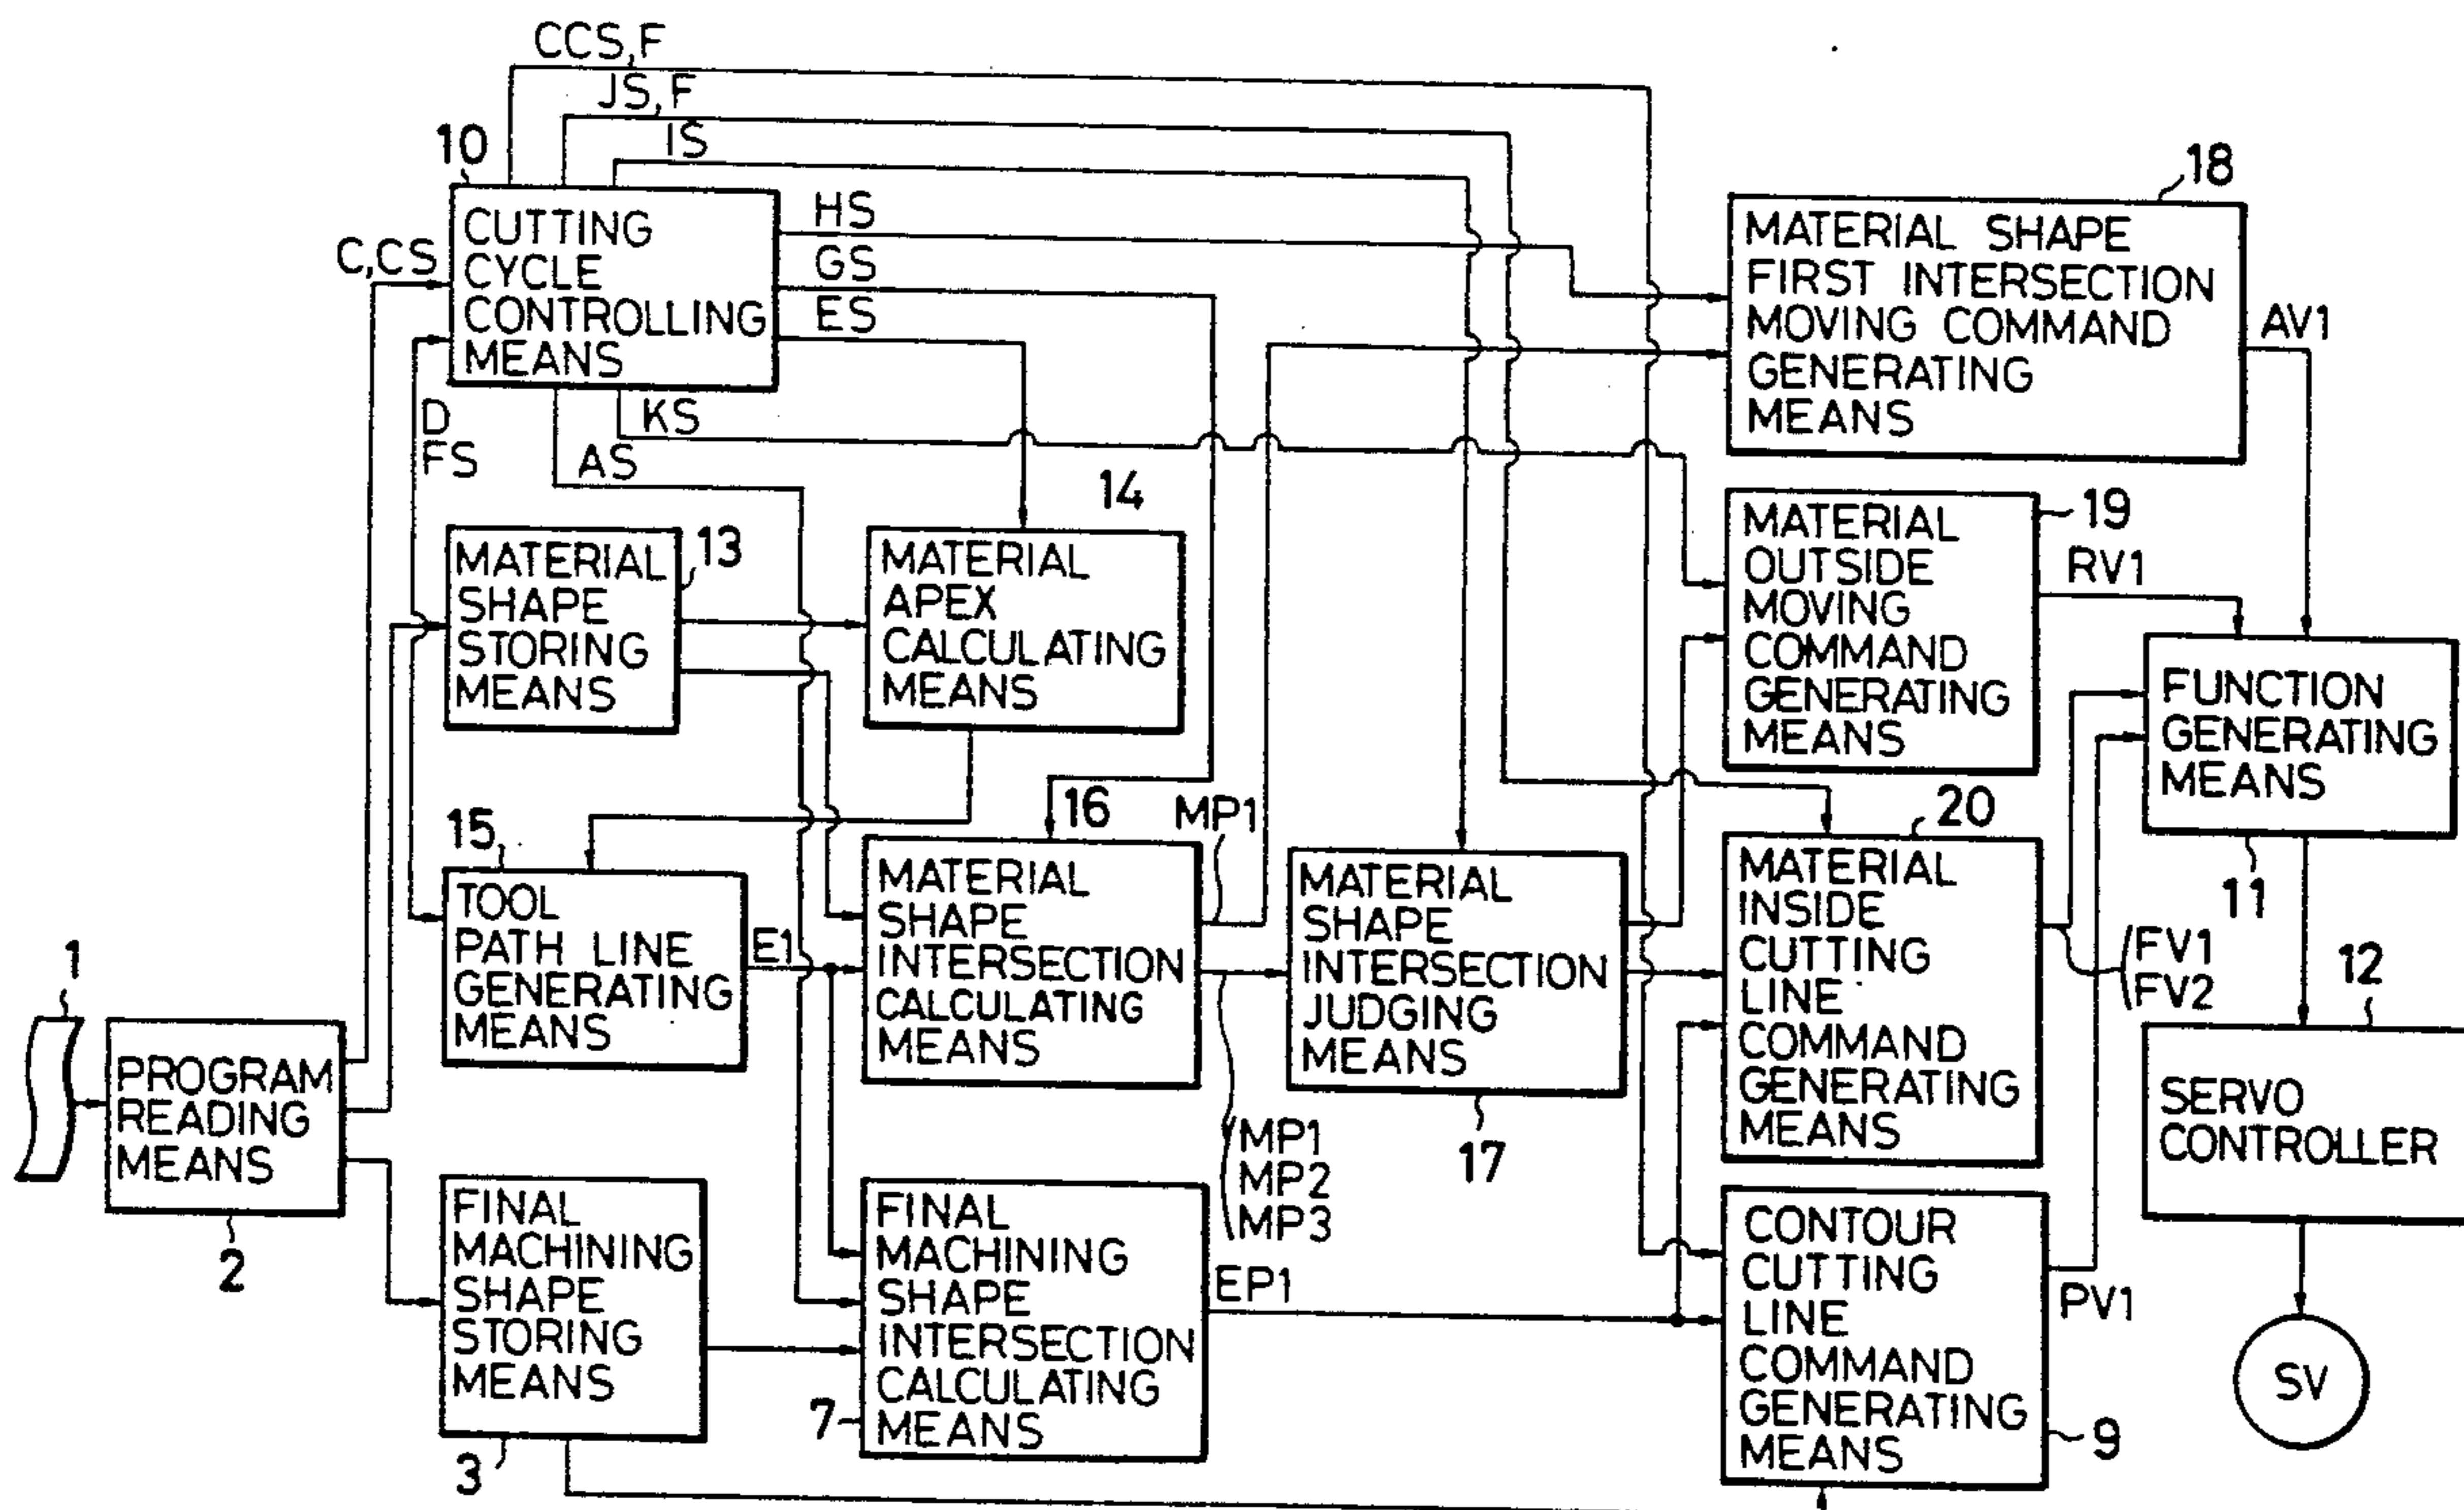 CCS,F
JS,F
IS
10
CUTTING
CYCLE
CONTROLLING
MEANS
C,CS
HS
GS
ES
D
FS
KS
AS
18
MATERIAL SHAPE
FIRST INTERSECTION
MOVING COMMAND
GENERATING
MEANS
AV1
13
MATERIAL
SHAPE
STORING
MEANS
14
MATERIAL
APEX
CALCULATING
MEANS
19
MATERIAL
OUTSIDE
MOVING
COMMAND
GENERATING
MEANS
RV1
FUNCTION
GENERATING
MEANS
11
15
TOOL
PATH LINE
GENERATING
MEANS
E1
16
MATERIAL
SHAPE
INTERSECTION
CALCULATING
MEANS
MP1
MP1
MP2
MP3
MATERIAL
SHAPE
INTERSECTION
JUDGING
MEANS
17
20
MATERIAL
INSIDE
CUTTING
LINE
COMMAND
GENERATING
MEANS
FV1
FV2
12
SERVO
CONTROLLER
SV
1
PROGRAM
READING
MEANS
2
FINAL
MACHINING
SHAPE
STORING
MEANS
3
FINAL
MACHINING
SHAPE
INTERSECTION
CALCULATING
MEANS
7
EP1
CONTOUR
CUTTING
LINE
COMMAND
GENERATING
MEANS
9
PV1